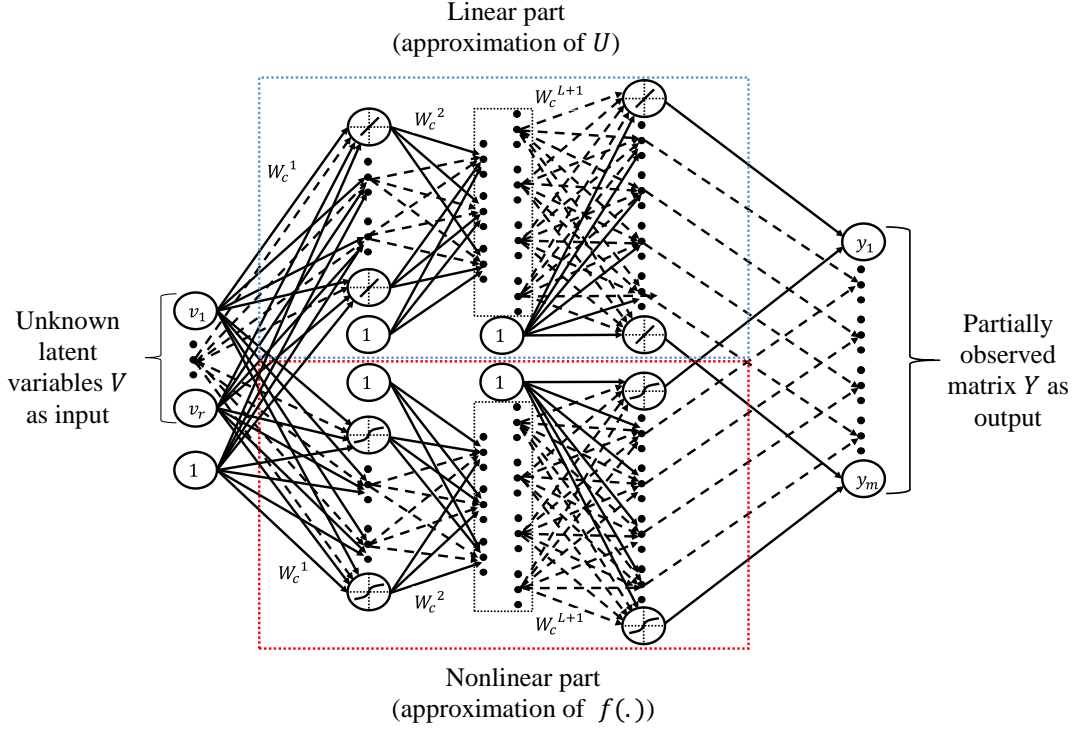 Linear part
(approximation of U)
W_c^1
W_c^2
W_c^{L+1}
Unknown
latent
variables V
as input
v_1
v_r
1
1
1
1
1
y_1
y_m
Partially
observed
matrix Y as
output
W_c^1
W_c^2
W_c^{L+1}
Nonlinear part
(approximation of f(.))